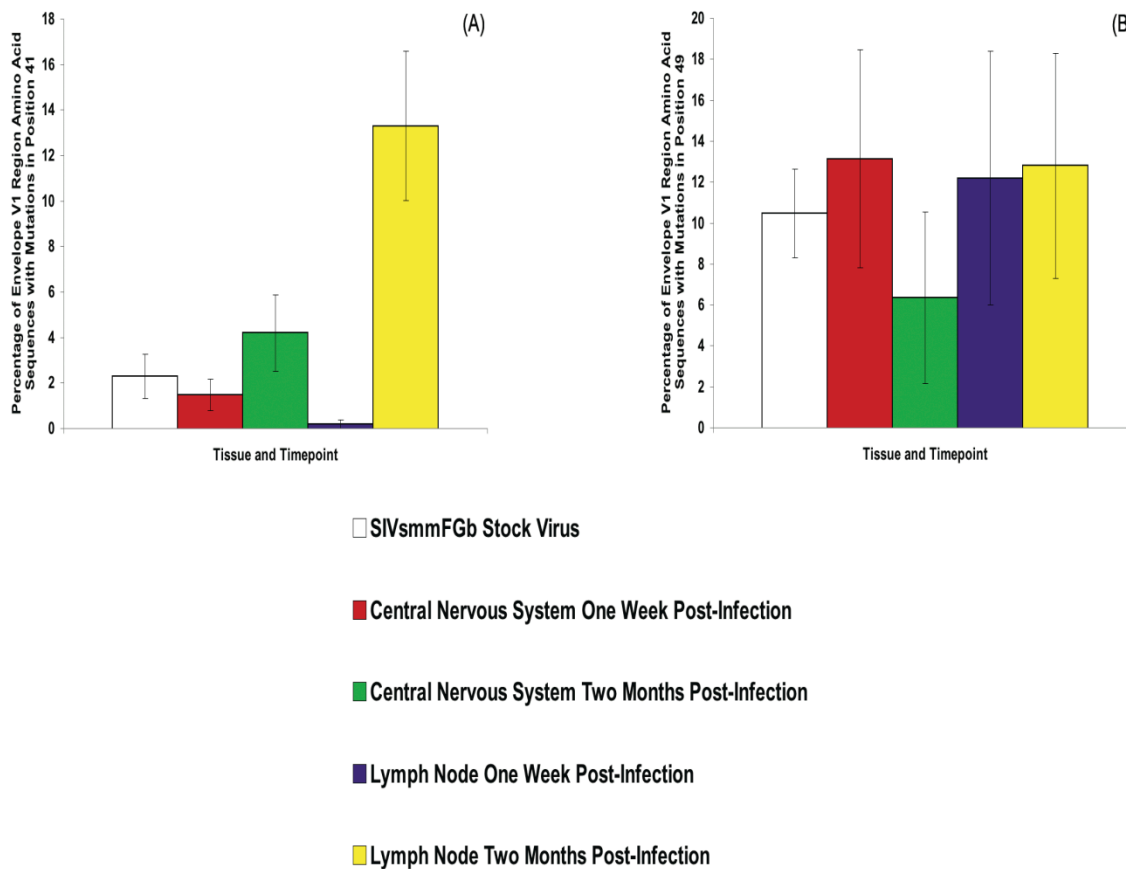 (A)
Percentage of Envelope V1 Region Amino Acid
Sequences with Mutations in Position 41
18
16
14
12
10
8
6
4
2
0
Tissue and Timepoint
(B
Percentage of Envelope V1 Region Amino Acid
Sequences with Mutations in Position 49
20
18
16
14
12
10
8
6
4
2
0
Tissue and Timepoint
SIVsmmFGb Stock Virus
Central Nervous System One Week Post-Infection
Central Nervous System Two Months Post-Infection
Lymph Node One Week Post-Infection
Lymph Node Two Months Post-Infection